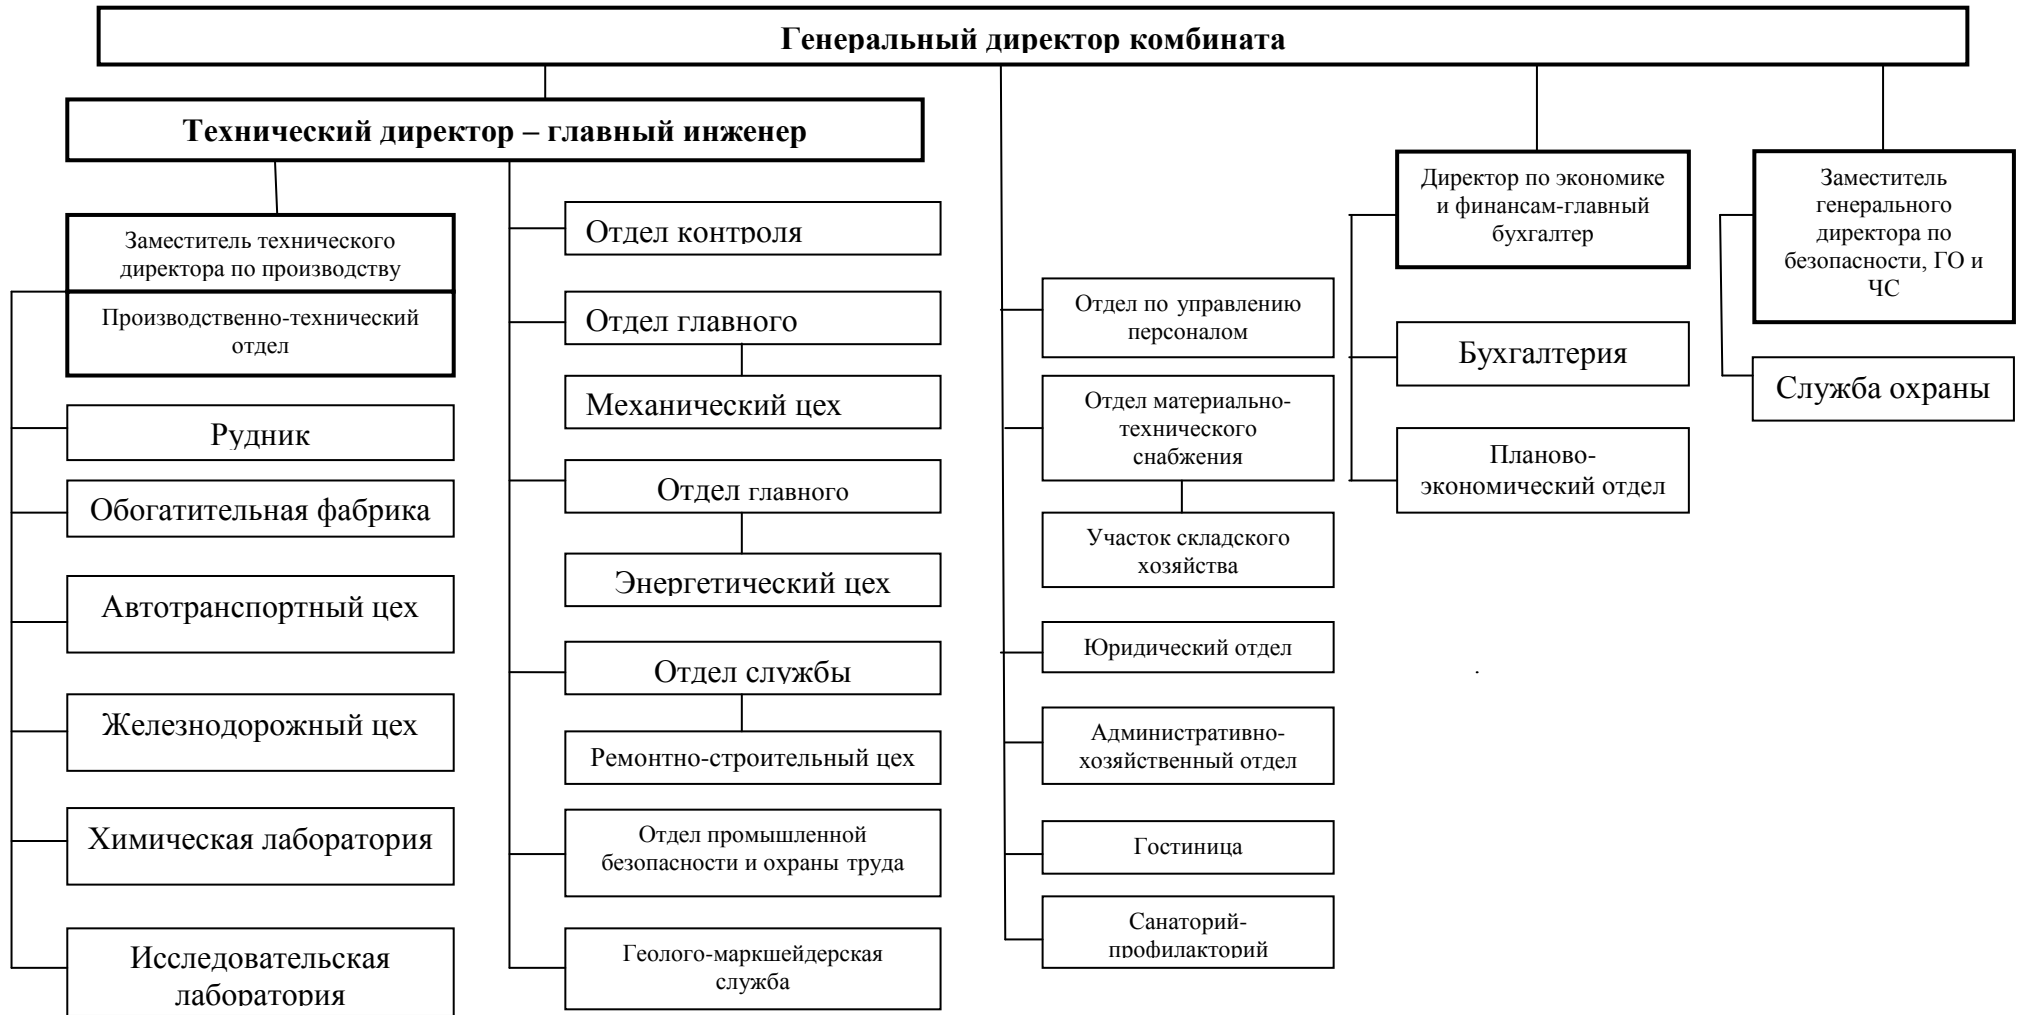 Генеральный директор комбината
Технический директор – главный инженер
Заместитель технического
директора по производству
Производственно-технический
отдел
Рудник
Обогатительная фабрика
Автотранспортный цех
Железнодорожный цех
Химическая лаборатория
Исследовательская
лаборатория
Отдел контроля
Отдел главного
Механический цех
Отдел главного
Энергетический цех
Отдел службы
Ремонтно-строительный цех
Отдел промышленной
безопасности и охраны труда
Геолого-маркшейдерская
служба
Отдел по управлению
персоналом
Отдел материально-
технического
снабжения
Участок складского
хозяйства
Юридический отдел
Административно-
хозяйственный отдел
Гостиница
Санаторий-
профилакторий
Директор по экономике
и финансам-главный
бухгалтер
Бухгалтерия
Планово-
экономический отдел
Заместитель
генерального
директора по
безопасности, ГО и
ЧС
Служба охраны